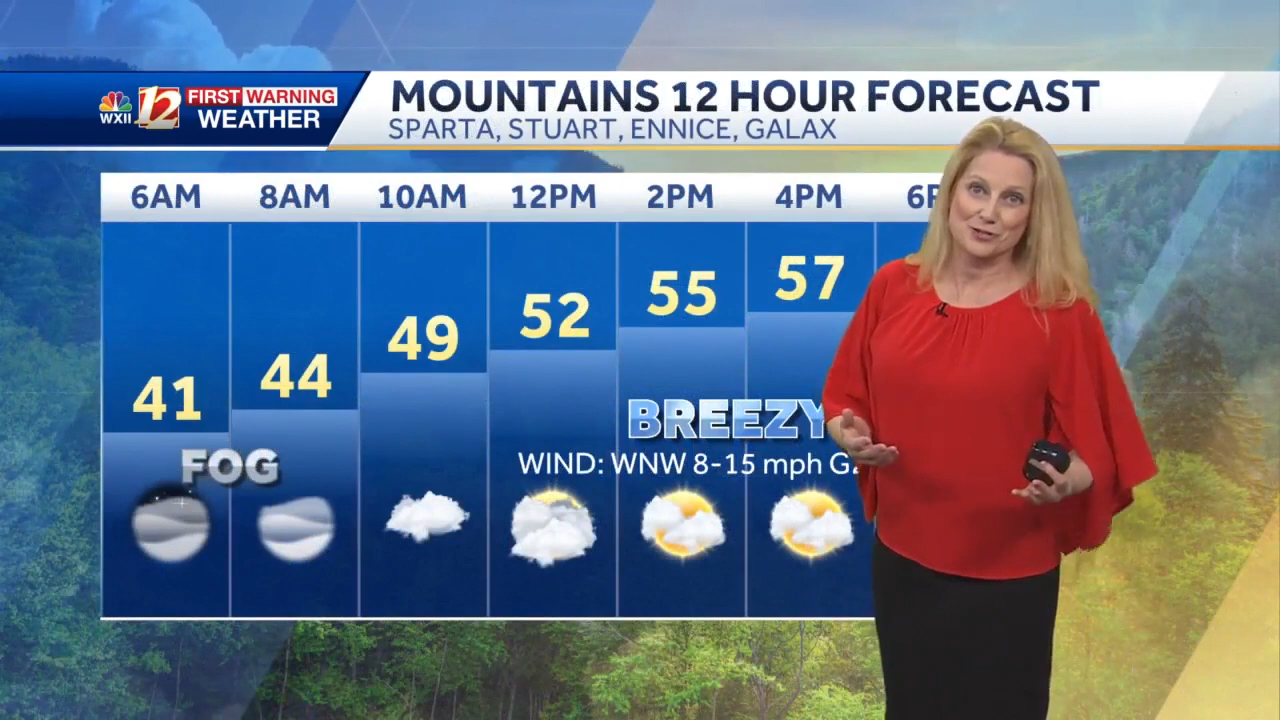 WXII 12 FIRST WARNING
WEATHER
MOUNTAINS 12 HOUR FORECAST
SPARTA, STUART, ENNICE, GALAX
6AM 8AM 10AM 12PM 2PM 4PM
41 44 49 52 55 57
FOG
BREEZY
WIND: WNW 8-15 mph